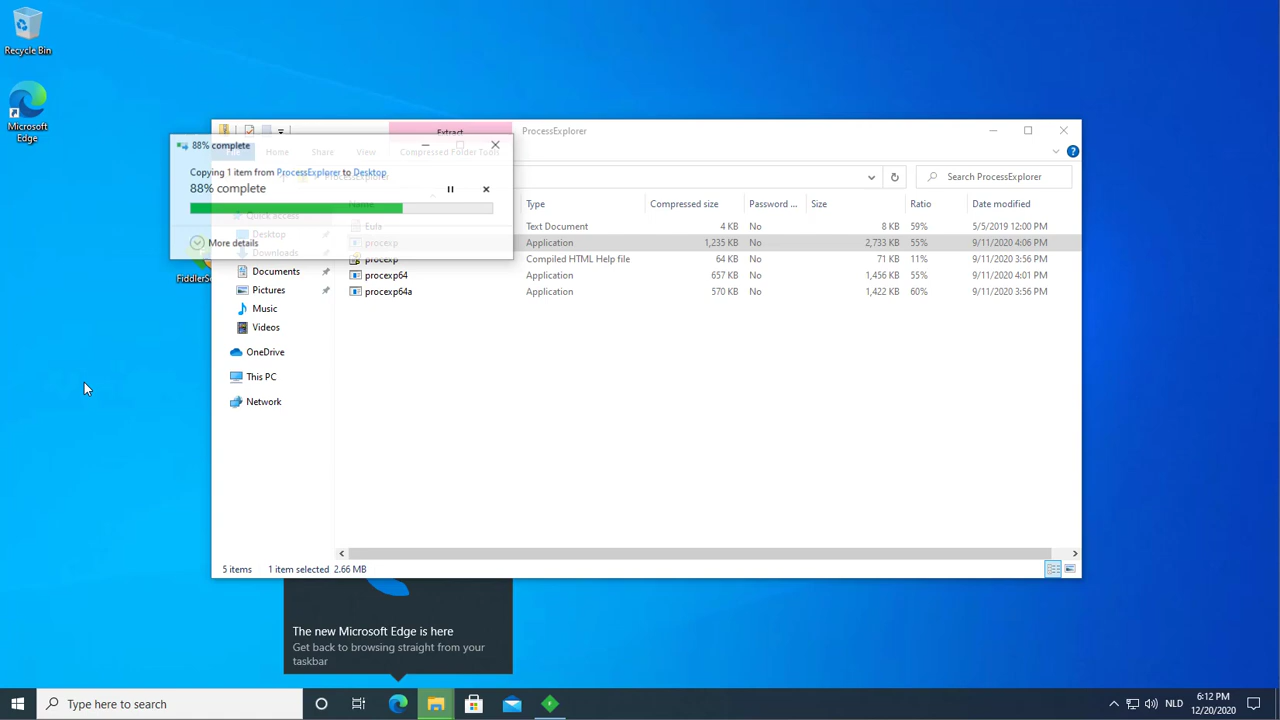 Recycle Bin
Microsoft
Edge
FiddlerS
Extract
ProcessExplorer
File Home Share View Compressed Folder Tools
88% complete
Copying 1 item from ProcessExplorer to Desktop
88% complete
More details
Search ProcessExplorer
Name Type Compressed size Password ... Size Ratio Date modified
Eula Text Document 4 KB No 8 KB 59% 5/5/2019 12:00 PM
procexp Application 1,235 KB No 2,733 KB 55% 9/11/2020 4:06 PM
procexp Compiled HTML Help file 64 KB No 71 KB 11% 9/11/2020 3:56 PM
procexp64 Application 657 KB No 1,456 KB 55% 9/11/2020 4:01 PM
procexp64a Application 570 KB No 1,422 KB 60% 9/11/2020 3:56 PM
Quick access
Desktop
Downloads
Documents
Pictures
Music
Videos
OneDrive
This PC
Network
5 items 1 item selected 2.66 MB
The new Microsoft Edge is here
Get back to browsing straight from your
taskbar
Type here to search
NLD
6:12 PM
12/20/2020